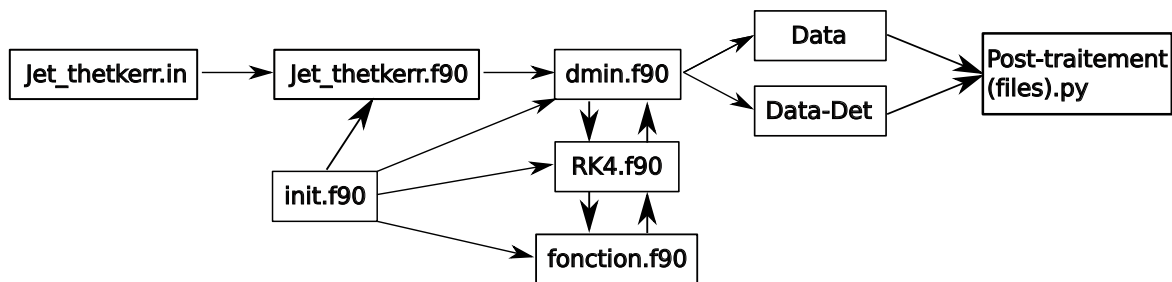 Jet_thetkerr.in
Jet_thetkerr.f90
dmin.f90
Data
Data-Det
Post-traitement
(files).py
init.f90
RK4.f90
fonction.f90